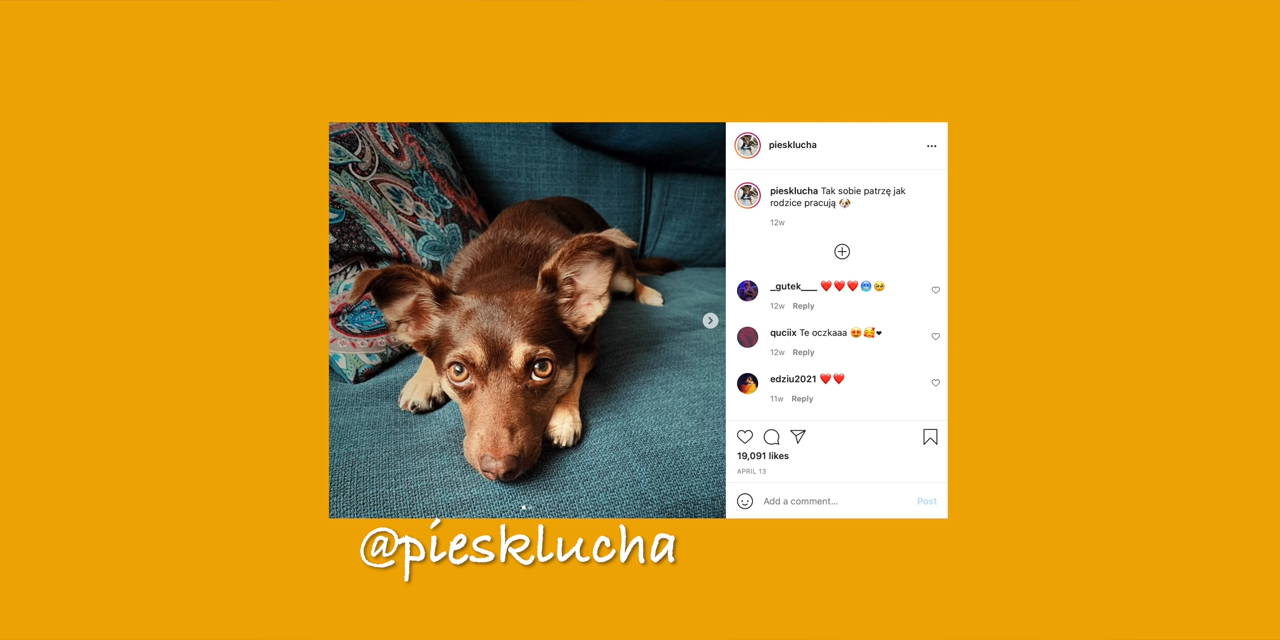 piesklucha
piesklucha Tak sobie patrzę jak
rodzice pracują 🐶
12w
_gutek___ ❤️❤️❤️🥶🥹
12w Reply
quciix Te oczkaaa 😍🥰❤
12w Reply
edziu2021 ❤️❤️
11w Reply
19,091 likes
APRIL 13
Add a comment... Post
@piesklucha